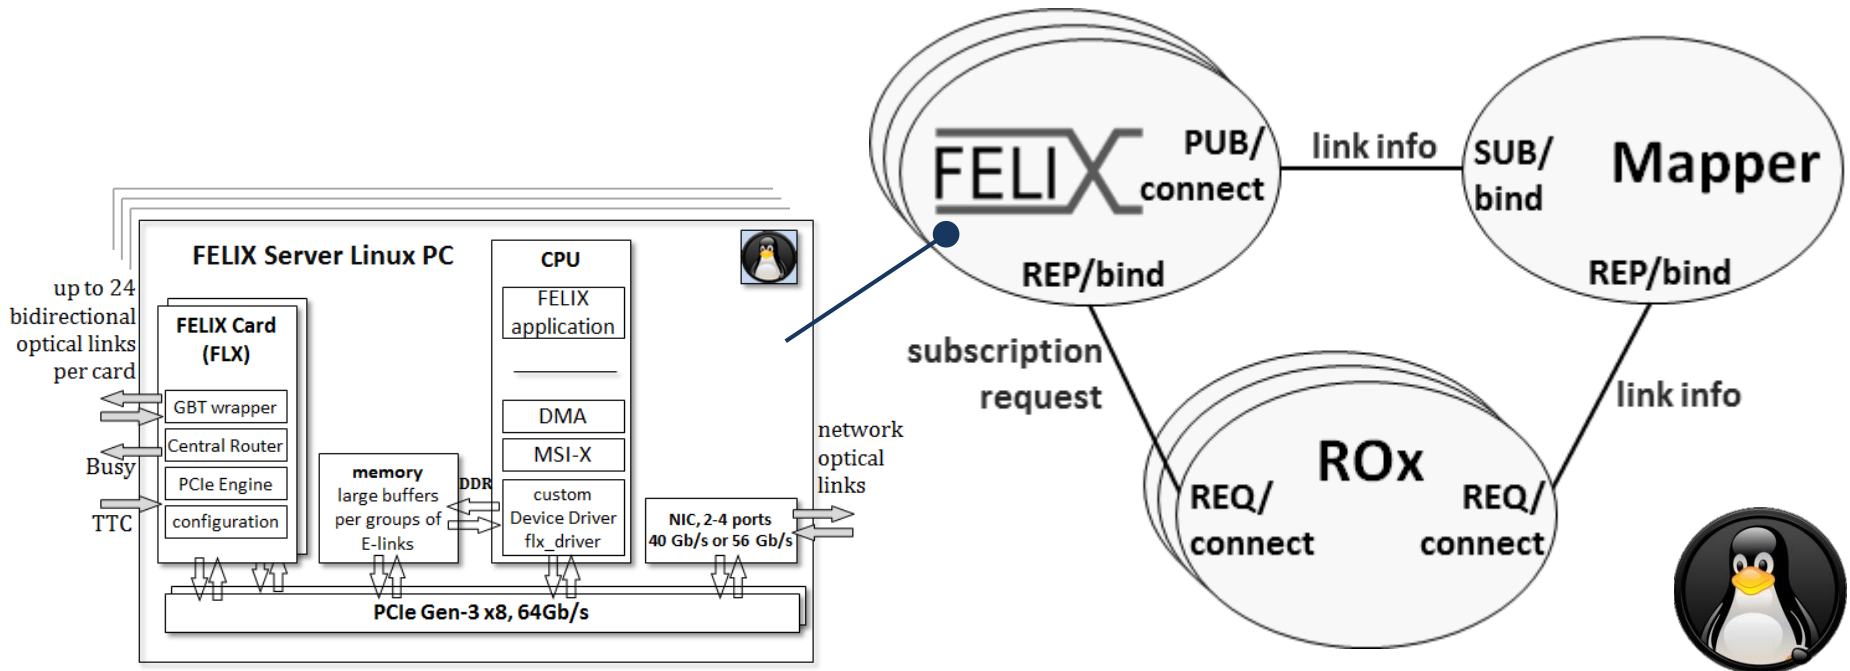 FELIX Server Linux PC
up to 24
bidirectional
optical links
per card
FELIX Card
(FLX)
GBT wrapper
Central Router
PCIe Engine
configuration
Busy
TTC
memory
large buffers
per groups of
E-links
DDR
CPU
FELIX
application
DMA
MSI-X
custom
Device Driver
flx_driver
NIC, 2-4 ports
40 Gb/s or 56 Gb/s
network
optical
links
PCIe Gen-3 x8, 64Gb/s
FELIX
PUB/
connect
REP/bind
link info
SUB/
bind
Mapper
REP/bind
subscription
request
link info
ROx
REQ/
connect
REQ/
connect